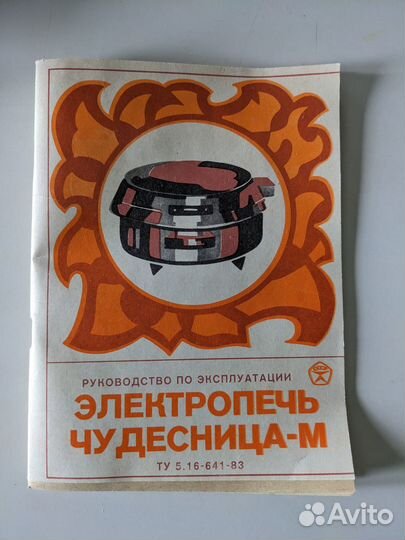 РУКОВОДСТВО ПО ЭКСПЛУАТАЦИИ
ЭЛЕКТРОПЕЧЬ
ЧУДЕСНИЦА-М
ТУ 5.16-641-83
Avito